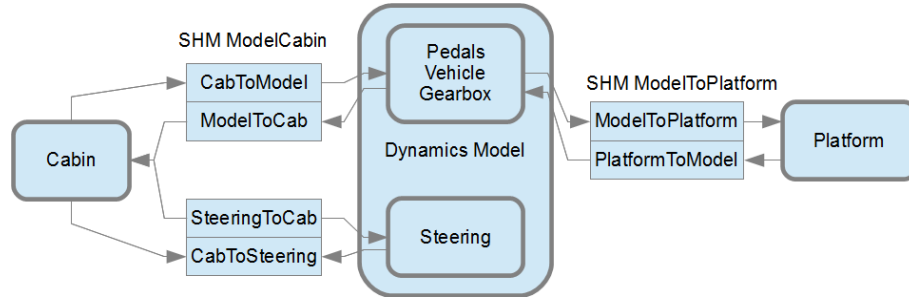 SHM ModelCabin
CabToModel
ModelToCab
Cabin
SteeringToCab
CabToSteering
Pedals
Vehicle
Gearbox
Dynamics Model
Steering
SHM ModelToPlatform
ModelToPlatform
PlatformToModel
Platform